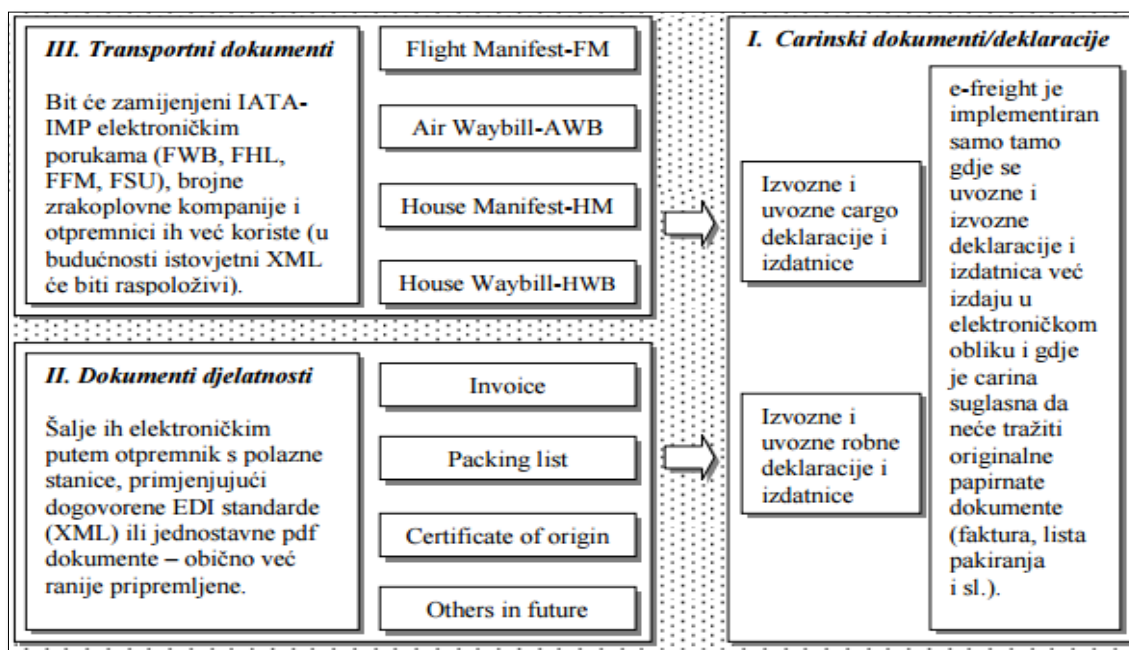 III. Transportni dokumenti
Bit će zamijenjeni IATA-
IMP elektroničkim
porukama (FWB, FHL,
FFM, FSU), brojne
zrakoplovne kompanije i
otpremnici ih već koriste (u
budućnosti istovjetni XML
će biti raspoloživi).
Flight Manifest-FM
Air Waybill-AWB
House Manifest-HM
House Waybill-HWB
II. Dokumenti djelatnosti
Šalje ih elektroničkim
putem otpremnik s polazne
stanice, primjenjujući
dogovorene EDI standarde
(XML) ili jednostavne pdf
dokumente – obično već
ranije pripremljene.
Invoice
Packing list
Certificate of origin
Others in future
I. Carinski dokumenti/deklaracije
Izvozne i
uvozne cargo
deklaracije i
izdatnice
Izvozne i
uvozne robne
deklaracije i
izdatnice
e-freight je
implementiran
samo tamo
gdje se
uvozne i
izvozne
deklaracije i
izdatnica već
izdaju u
elektroničkom
obliku i gdje
je carina
suglasna da
neće tražiti
originalne
papirnate
dokumente
(faktura, lista
pakiranja
i sl.).